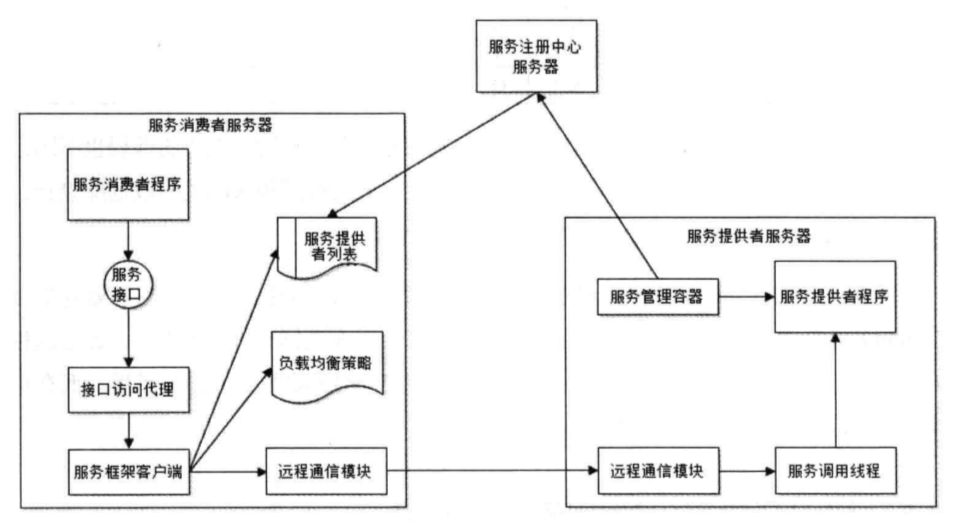 服务注册中心
服务器
服务消费者服务器
服务消费者程序
服务
接口
服务提供
者列表
负载均衡策略
接口访问代理
服务框架客户端
远程通信模块
服务提供者服务器
服务管理容器
服务提供者程序
远程通信模块
服务调用线程